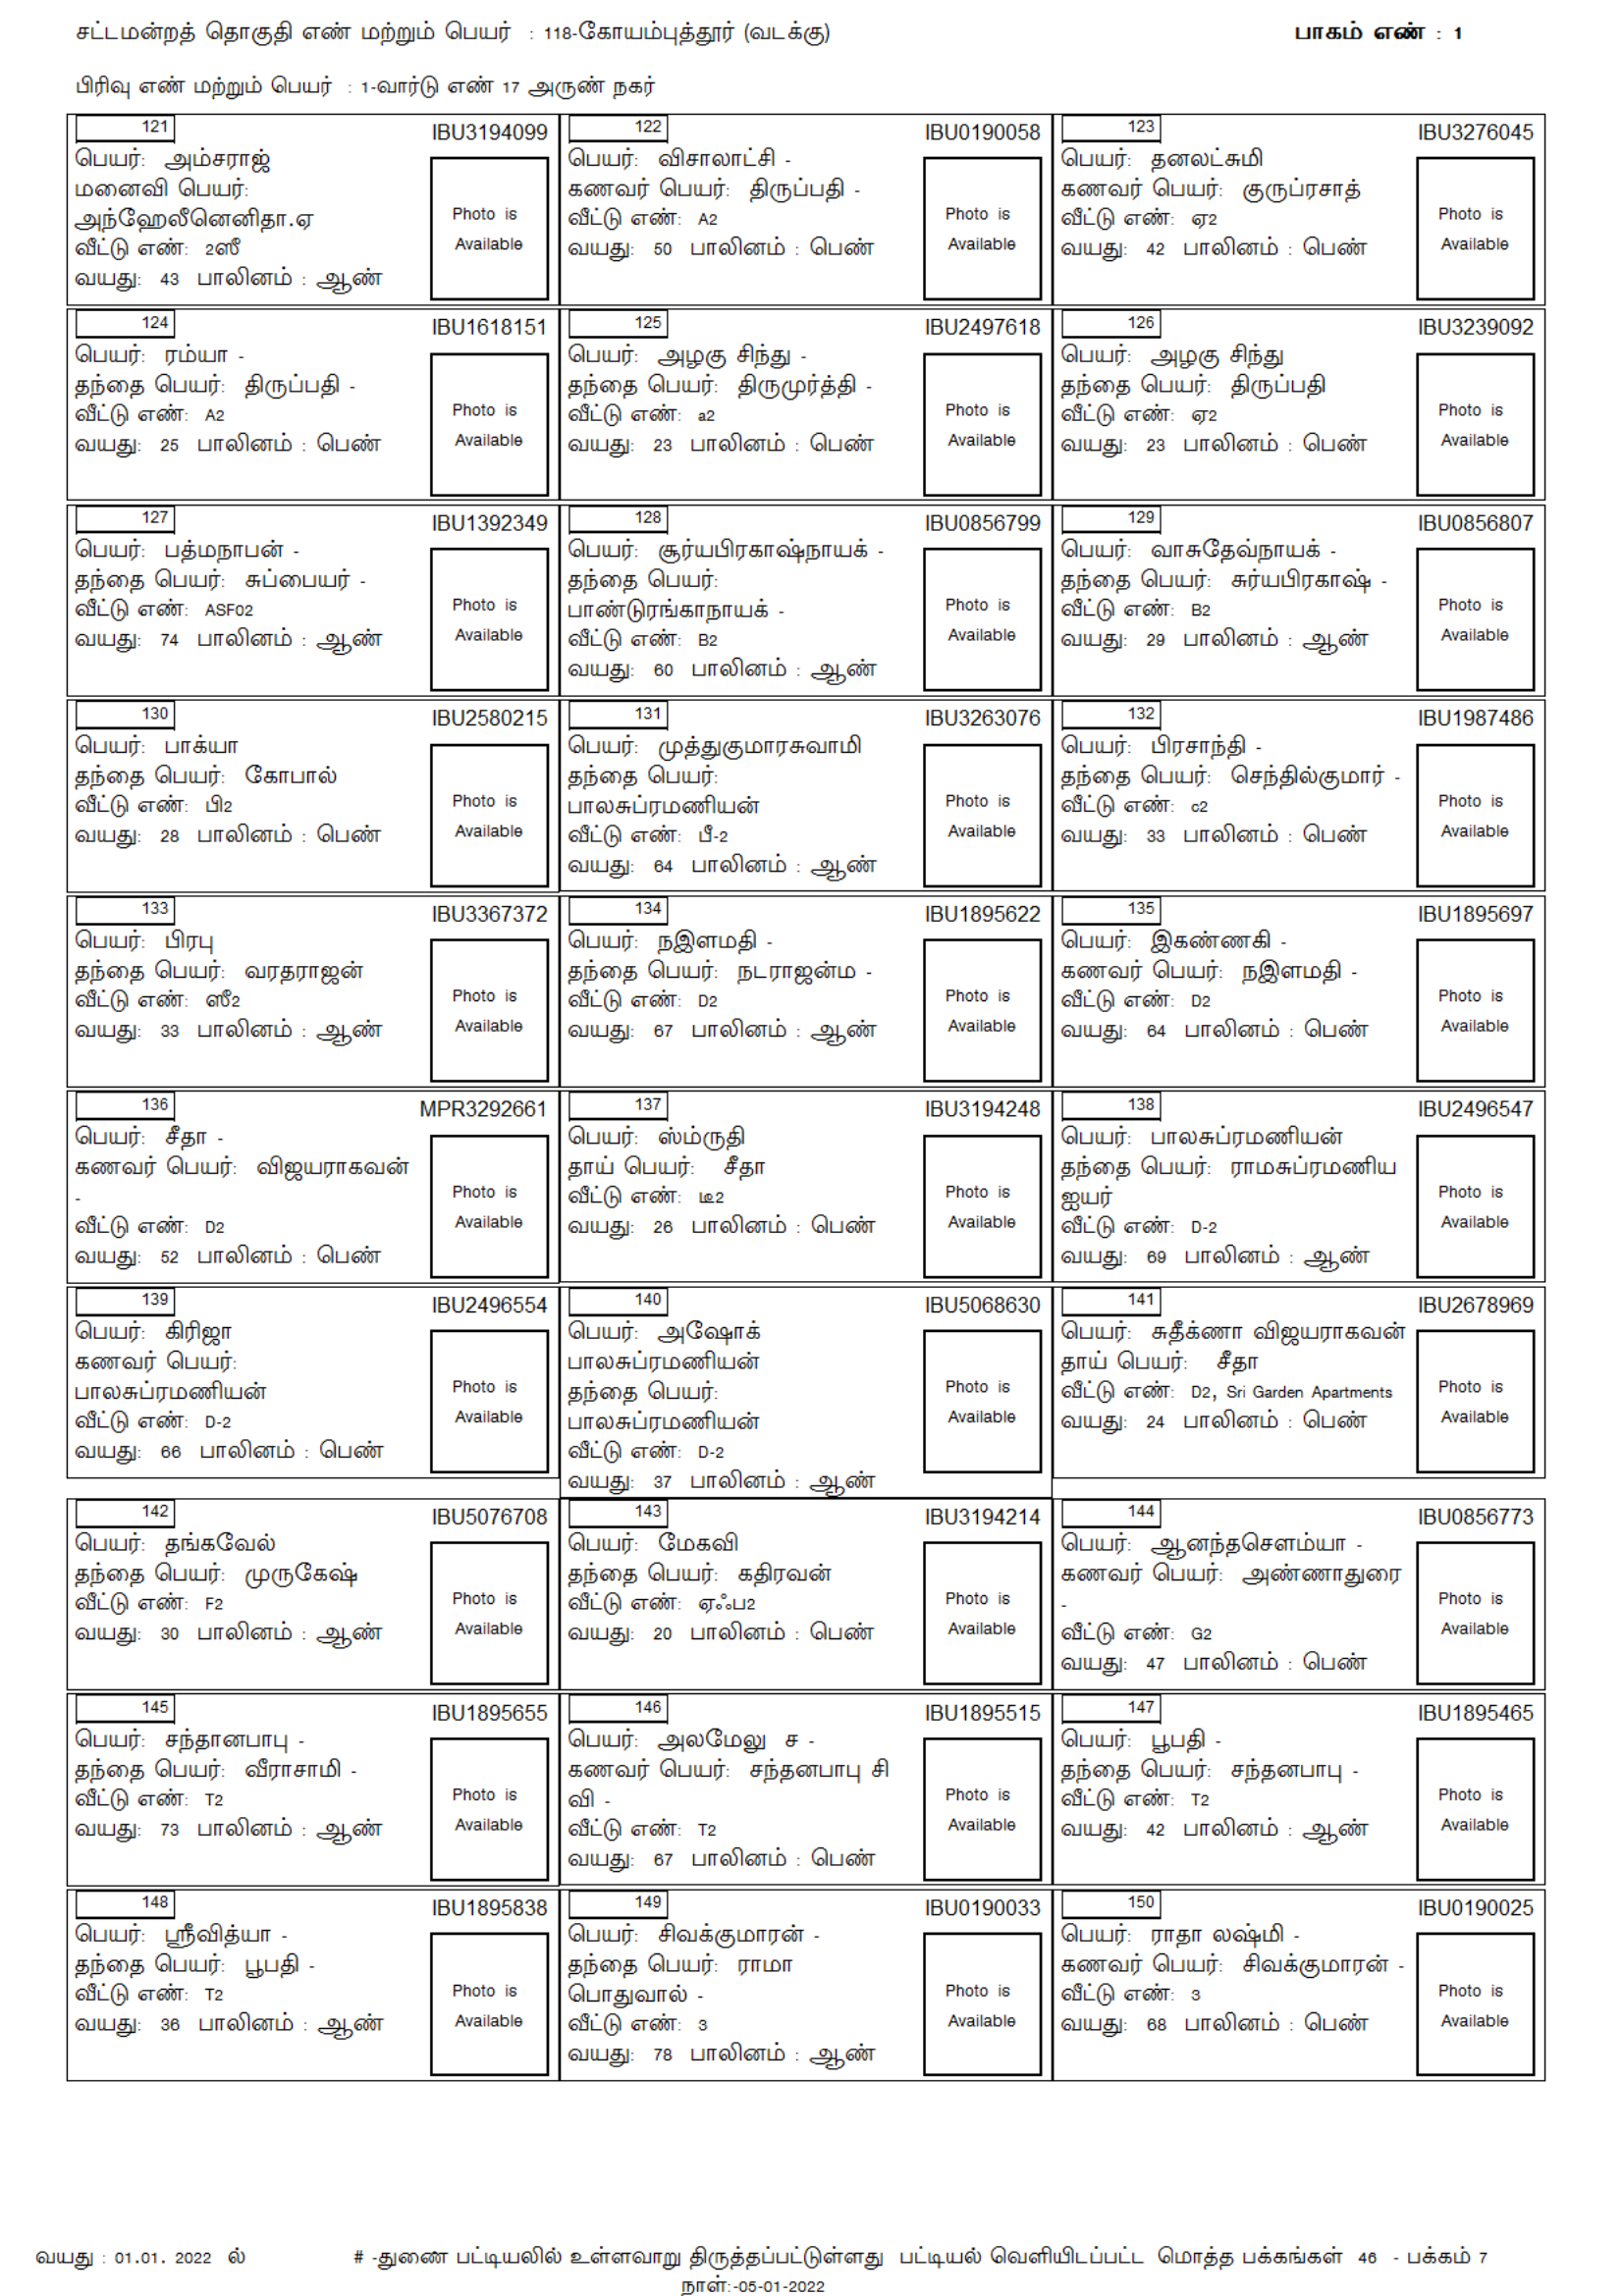 சட்டமன்றத் தொகுதி எண் மற்றும் பெயர் : 118-கோயம்புத்தூர் (வடக்கு)
பாகம் எண் : 1
பிரிவு எண் மற்றும் பெயர் : 1-வார்டு எண் 17 அருண் நகர்
121
IBU3194099
பெயர்: அம்சராஜ்
மனைவி பெயர்:
அந்ஹேலீனெனிதா.ஏ
வீட்டு எண்: 2ஸீ
வயது: 43 பாலினம் : ஆண்
Photo is
Available
122
IBU0190058
பெயர்: விசாலாட்சி -
கணவர் பெயர்: திருப்பதி -
வீட்டு எண்: A2
வயது: 50 பாலினம் : பெண்
Photo is
Available
123
IBU3276045
பெயர்: தனலட்சுமி
கணவர் பெயர்: குருப்ரசாத்
வீட்டு எண்: ஏ2
வயது: 42 பாலினம் : பெண்
Photo is
Available
124
IBU1618151
பெயர்: ரம்யா -
தந்தை பெயர்: திருப்பதி -
வீட்டு எண்: A2
வயது: 25 பாலினம் : பெண்
Photo is
Available
125
IBU2497618
பெயர்: அழகு சிந்து -
தந்தை பெயர்: திருமுர்த்தி -
வீட்டு எண்: a2
வயது: 23 பாலினம் : பெண்
Photo is
Available
126
IBU3239092
பெயர்: அழகு சிந்து
தந்தை பெயர்: திருப்பதி
வீட்டு எண்: ஏ2
வயது: 23 பாலினம் : பெண்
Photo is
Available
127
IBU1392349
பெயர்: பத்மநாபன் -
தந்தை பெயர்: சுப்பையர் -
வீட்டு எண்: ASF02
வயது: 74 பாலினம் : ஆண்
Photo is
Available
128
IBU0856799
பெயர்: சூர்யபிரகாஷ்நாயக் -
தந்தை பெயர்:
பாண்டுரங்காநாயக் -
வீட்டு எண்: B2
வயது: 60 பாலினம் : ஆண்
Photo is
Available
129
IBU0856807
பெயர்: வாசுதேவ்நாயக் -
தந்தை பெயர்: சுர்யபிரகாஷ் -
வீட்டு எண்: B2
வயது: 29 பாலினம் : ஆண்
Photo is
Available
130
IBU2580215
பெயர்: பாக்யா
தந்தை பெயர்: கோபால்
வீட்டு எண்: பி2
வயது: 28 பாலினம் : பெண்
Photo is
Available
131
IBU3263076
பெயர்: முத்துகுமாரசுவாமி
தந்தை பெயர்:
பாலசுப்ரமணியன்
வீட்டு எண்: பீ-2
வயது: 64 பாலினம் : ஆண்
Photo is
Available
132
IBU1987486
பெயர்: பிரசாந்தி -
தந்தை பெயர்: செந்தில்குமார் -
வீட்டு எண்: c2
வயது: 33 பாலினம் : பெண்
Photo is
Available
133
IBU3367372
பெயர்: பிரபு
தந்தை பெயர்: வரதராஜன்
வீட்டு எண்: ஸீ2
வயது: 33 பாலினம் : ஆண்
Photo is
Available
134
IBU1895622
பெயர்: நஇளமதி -
தந்தை பெயர்: நடராஜன்ம -
வீட்டு எண்: D2
வயது: 67 பாலினம் : ஆண்
Photo is
Available
135
IBU1895697
பெயர்: இகண்ணகி -
கணவர் பெயர்: நஇளமதி -
வீட்டு எண்: D2
வயது: 64 பாலினம் : பெண்
Photo is
Available
136
MPR3292661
பெயர்: சீதா -
கணவர் பெயர்: விஜயராகவன்
-
வீட்டு எண்: D2
வயது: 52 பாலினம் : பெண்
Photo is
Available
137
IBU3194248
பெயர்: ஸ்ம்ருதி
தாய் பெயர்: சீதா
வீட்டு எண்: டீ2
வயது: 26 பாலினம் : பெண்
Photo is
Available
138
IBU2496547
பெயர்: பாலசுப்ரமணியன்
தந்தை பெயர்: ராமசுப்ரமணிய
ஐயர்
வீட்டு எண்: D-2
வயது: 69 பாலினம் : ஆண்
Photo is
Available
139
IBU2496554
பெயர்: கிரிஜா
கணவர் பெயர்:
பாலசுப்ரமணியன்
வீட்டு எண்: D-2
வயது: 66 பாலினம் : பெண்
Photo is
Available
140
IBU5068630
பெயர்: அஷோக்
பாலசுப்ரமணியன்
தந்தை பெயர்:
பாலசுப்ரமணியன்
வீட்டு எண்: D-2
வயது: 37 பாலினம் : ஆண்
Photo is
Available
141
IBU2678969
பெயர்: சுதீக்ணா விஜயராகவன்
தாய் பெயர்: சீதா
வீட்டு எண்: D2, Sri Garden Apartments
வயது: 24 பாலினம் : பெண்
Photo is
Available
142
IBU5076708
பெயர்: தங்கவேல்
தந்தை பெயர்: முருகேஷ்
வீட்டு எண்: F2
வயது: 30 பாலினம் : ஆண்
Photo is
Available
143
IBU3194214
பெயர்: மேகவி
தந்தை பெயர்: கதிரவன்
வீட்டு எண்: ஏஃப2
வயது: 20 பாலினம் : பெண்
Photo is
Available
144
IBU0856773
பெயர்: ஆனந்தசௌம்யா -
கணவர் பெயர்: அண்ணாதுரை
-
வீட்டு எண்: G2
வயது: 47 பாலினம் : பெண்
Photo is
Available
145
IBU1895655
பெயர்: சந்தானபாபு -
தந்தை பெயர்: வீராசாமி -
வீட்டு எண்: T2
வயது: 73 பாலினம் : ஆண்
Photo is
Available
146
IBU1895515
பெயர்: அலமேலு ச -
கணவர் பெயர்: சந்தனபாபு சி
வி -
வீட்டு எண்: T2
வயது: 67 பாலினம் : பெண்
Photo is
Available
147
IBU1895465
பெயர்: பூபதி -
தந்தை பெயர்: சந்தனபாபு -
வீட்டு எண்: T2
வயது: 42 பாலினம் : ஆண்
Photo is
Available
148
IBU1895838
பெயர்: ஸ்ரீவித்யா -
தந்தை பெயர்: பூபதி -
வீட்டு எண்: T2
வயது: 36 பாலினம் : ஆண்
Photo is
Available
149
IBU0190033
பெயர்: சிவக்குமாரன் -
தந்தை பெயர்: ராமா
பொதுவால் -
வீட்டு எண்: 3
வயது: 78 பாலினம் : ஆண்
Photo is
Available
150
IBU0190025
பெயர்: ராதா லஷ்மி -
கணவர் பெயர்: சிவக்குமாரன் -
வீட்டு எண்: 3
வயது: 68 பாலினம் : பெண்
Photo is
Available
வயது : 01.01. 2022 ல்
# -துணை பட்டியலில் உள்ளவாறு திருத்தப்பட்டுள்ளது பட்டியல் வெளியிடப்பட்ட மொத்த பக்கங்கள் 46 - பக்கம் 7
நாள்:-05-01-2022